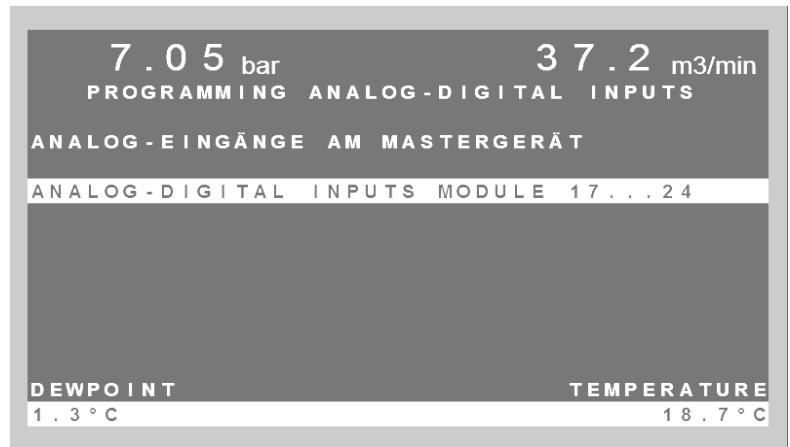 7.05 bar 37.2 m3/min
PROGRAMMING ANALOG-DIGITAL INPUTS
ANALOG-EINGÄNGE AM MASTERGERÄT
ANALOG-DIGITAL INPUTS MODULE 17...24
DEWPOINT TEMPERATURE
1.3°C 18.7°C